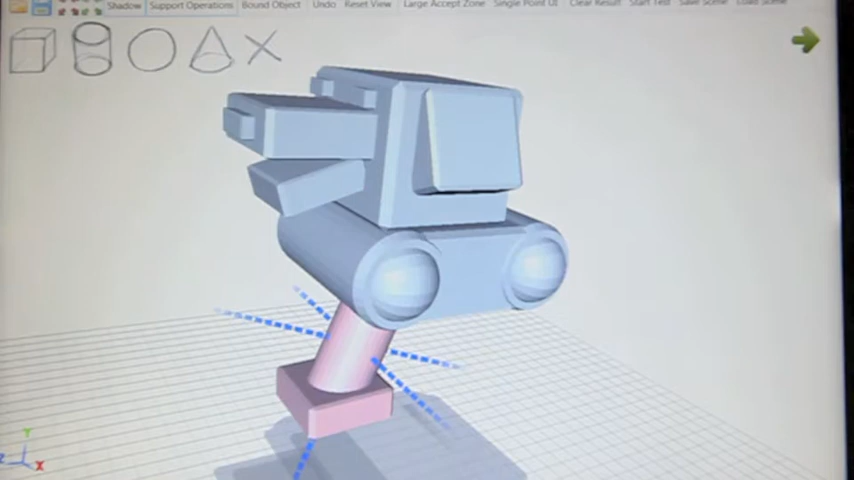 Shadow Support Operations Bound Object Undo Reset View Large Accept Zone Single Point UI Clear Result Start Test Save Scene Load Scene
Y
Z X